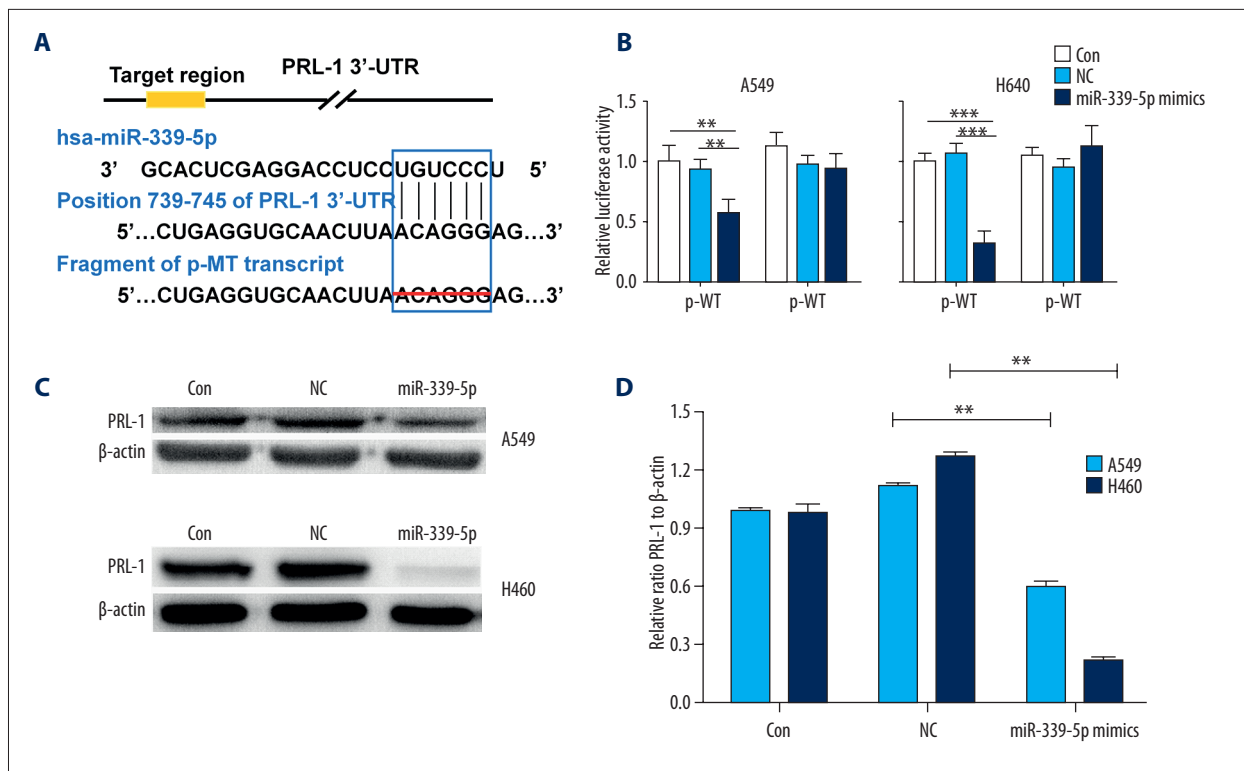 A
PRL-1 3'-UTR
Target region
hsa-miR-339-5p
3' GCACUCGAGGACCUCCUGUCCCU 5'
Position 739-745 of PRL-1 3'-UTR
5'...CUGAGGUGCAACUUAACAGGGAG...3'
Fragment of p-MT transcript
5'...CUGAGGUGCAACUUAACAGGGAG...3'
B
Con
NC
miR-339-5p mimics
A549
H640
Relative luciferase activity
1.5
1.0
0.5
0.0
**
**
***
***
p-WT
p-WT
p-WT
p-WT
C
Con NC miR-339-5p
PRL-1
β-actin
A549
Con NC miR-339-5p
PRL-1
β-actin
H460
D
Relative ratio PRL-1 to β-actin
1.5
1.2
0.9
0.6
0.3
0.0
**
**
A549
H460
Con NC miR-339-5p mimics